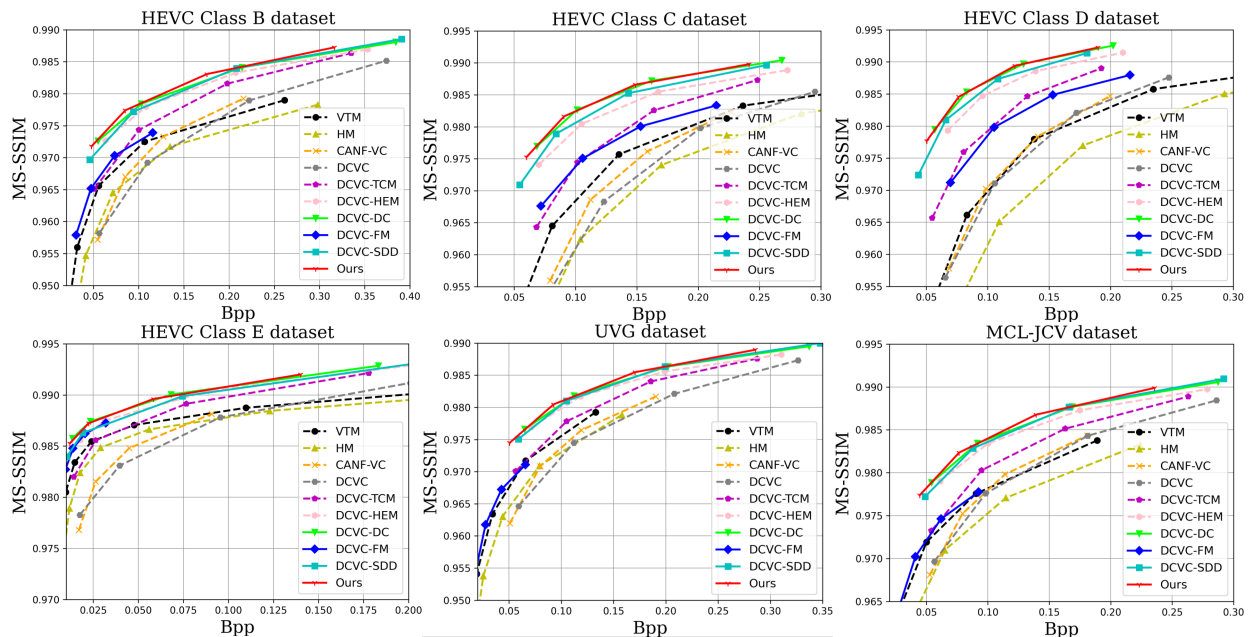 HEVC Class B dataset
MS-SSIM
0.990
0.985
0.980
0.975
0.970
0.965
0.960
0.955
0.950
0.05
0.10
0.15
0.20
0.25
0.30
0.35
0.40
Bpp
VTM
HM
CANF-VC
DCVC
DCVC-TCM
DCVC-HEM
DCVC-DC
DCVC-FM
DCVC-SDD
Ours
HEVC Class C dataset
MS-SSIM
0.995
0.990
0.985
0.980
0.975
0.970
0.965
0.960
0.955
0.00
0.05
0.10
0.15
0.20
0.25
0.30
Bpp
VTM
HM
CANF-VC
DCVC
DCVC-TCM
DCVC-HEM
DCVC-DC
DCVC-FM
DCVC-SDD
Ours
HEVC Class D dataset
MS-SSIM
0.995
0.990
0.985
0.980
0.975
0.970
0.965
0.960
0.955
0.05
0.10
0.15
0.20
0.25
0.30
Bpp
VTM
HM
CANF-VC
DCVC
DCVC-TCM
DCVC-HEM
DCVC-DC
DCVC-FM
DCVC-SDD
Ours
HEVC Class E dataset
MS-SSIM
0.995
0.990
0.985
0.980
0.975
0.970
0.025
0.050
0.075
0.100
0.125
0.150
0.175
0.200
Bpp
VTM
HM
CANF-VC
DCVC
DCVC-TCM
DCVC-HEM
DCVC-DC
DCVC-FM
DCVC-SDD
Ours
UVG dataset
MS-SSIM
0.990
0.985
0.980
0.975
0.970
0.965
0.960
0.955
0.950
0.05
0.10
0.15
0.20
0.25
0.30
0.35
Bpp
VTM
HM
CANF-VC
DCVC
DCVC-TCM
DCVC-HEM
DCVC-DC
DCVC-FM
DCVC-SDD
Ours
MCL-JCV dataset
MS-SSIM
0.995
0.990
0.985
0.980
0.975
0.970
0.965
0.05
0.10
0.15
0.20
0.25
0.30
Bpp
VTM
HM
CANF-VC
DCVC
DCVC-TCM
DCVC-HEM
DCVC-DC
DCVC-FM
DCVC-SDD
Ours